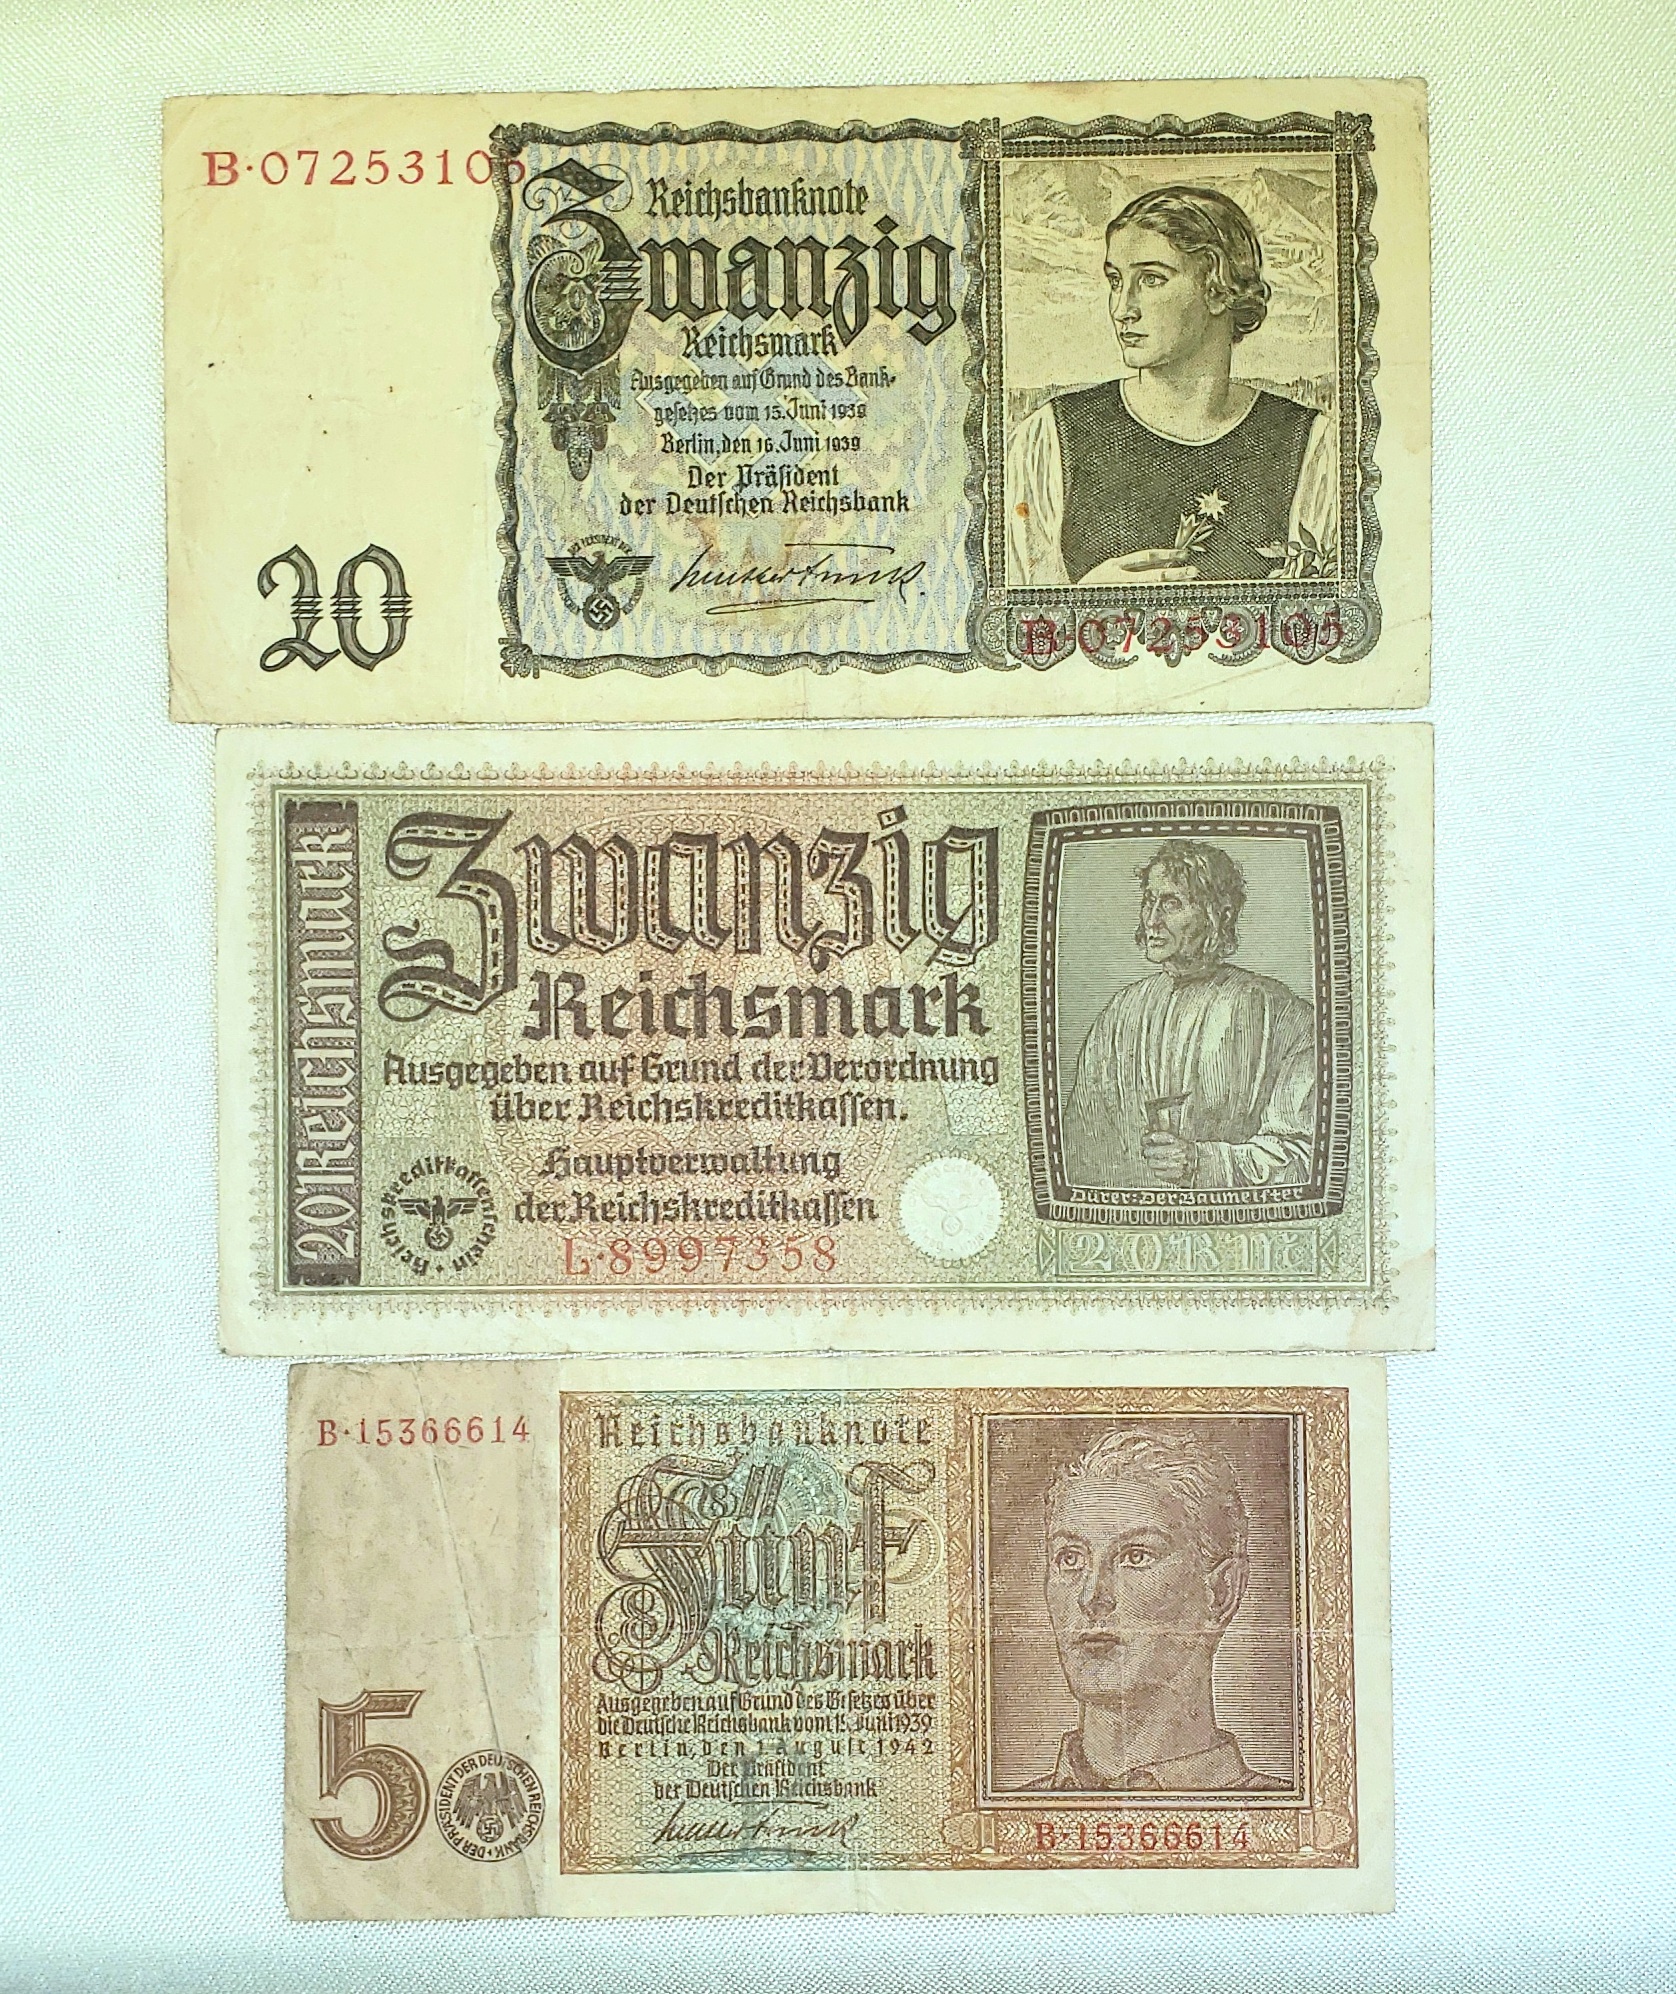 B·07253105
Reichsbanknote
Zwanzig
Reichsmark
Ausgegeben auf Grund des Bank-
gesetzes vom 15. Juni 1939
Berlin, den 16. Juni 1939
Der Präsident
der Deutschen Reichsbank
20
B·07253105
20 Reichsmark
Zwanzig
Reichsmark
Ausgegeben auf Grund der Verordnung
über Reichskreditkassen.
Hauptverwaltung
der Reichskreditkassen
Reichskreditkassenschein
L·8997358
Dürer: Der Baumeister
20RMk
B·15366614
Reichsbanknote
Fünf
Reichsmark
Ausgegeben auf Grund des Gesetzes über
die Deutsche Reichsbank vom 15. Juni 1939
Berlin, den 1. August 1942
Der Präsident
der Deutschen Reichsbank
5
DER PRÄSIDENT DER DEUTSCHEN REICHSBANK
B·15366614